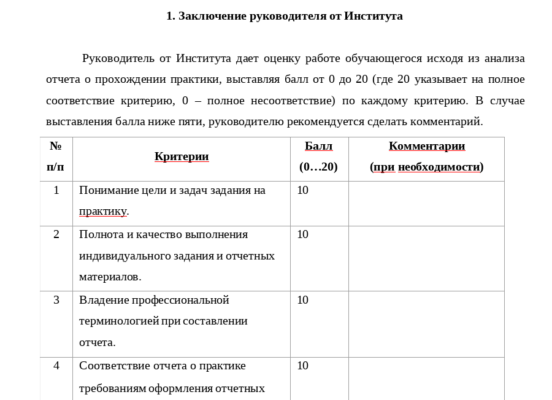 1. Заключение руководителя от Института
Руководитель от Института дает оценку работе обучающегося исходя из анализа
отчета о прохождении практики, выставляя балл от 0 до 20 (где 20 указывает на полное
соответствие критерию, 0 – полное несоответствие) по каждому критерию. В случае
выставления балла ниже пяти, руководителю рекомендуется сделать комментарий.
№
п/п
Критерии
Балл
(0…20)
Комментарии
(при необходимости)
1
Понимание цели и задач задания на
практику.
10
2
Полнота и качество выполнения
индивидуального задания и отчетных
материалов.
10
3
Владение профессиональной
терминологией при составлении
отчета.
10
4
Соответствие отчета о практике
требованиям оформления отчетных
10